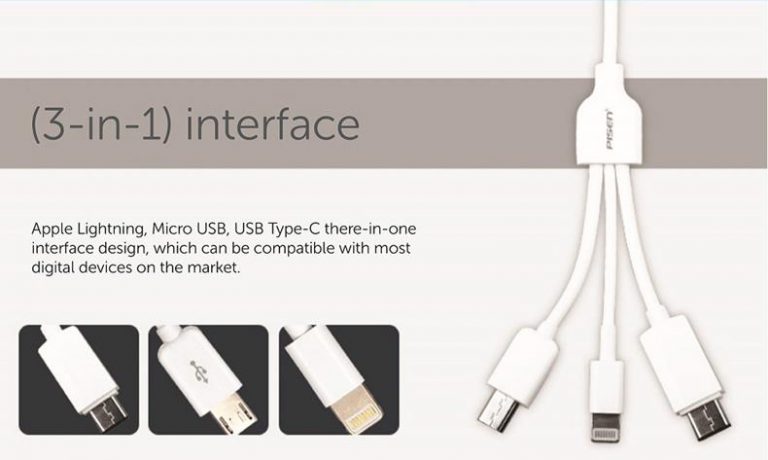 (3-in-1) interface
PISEN
Apple Lightning, Micro USB, USB Type-C there-in-one
interface design, which can be compatible with most
digital devices on the market.